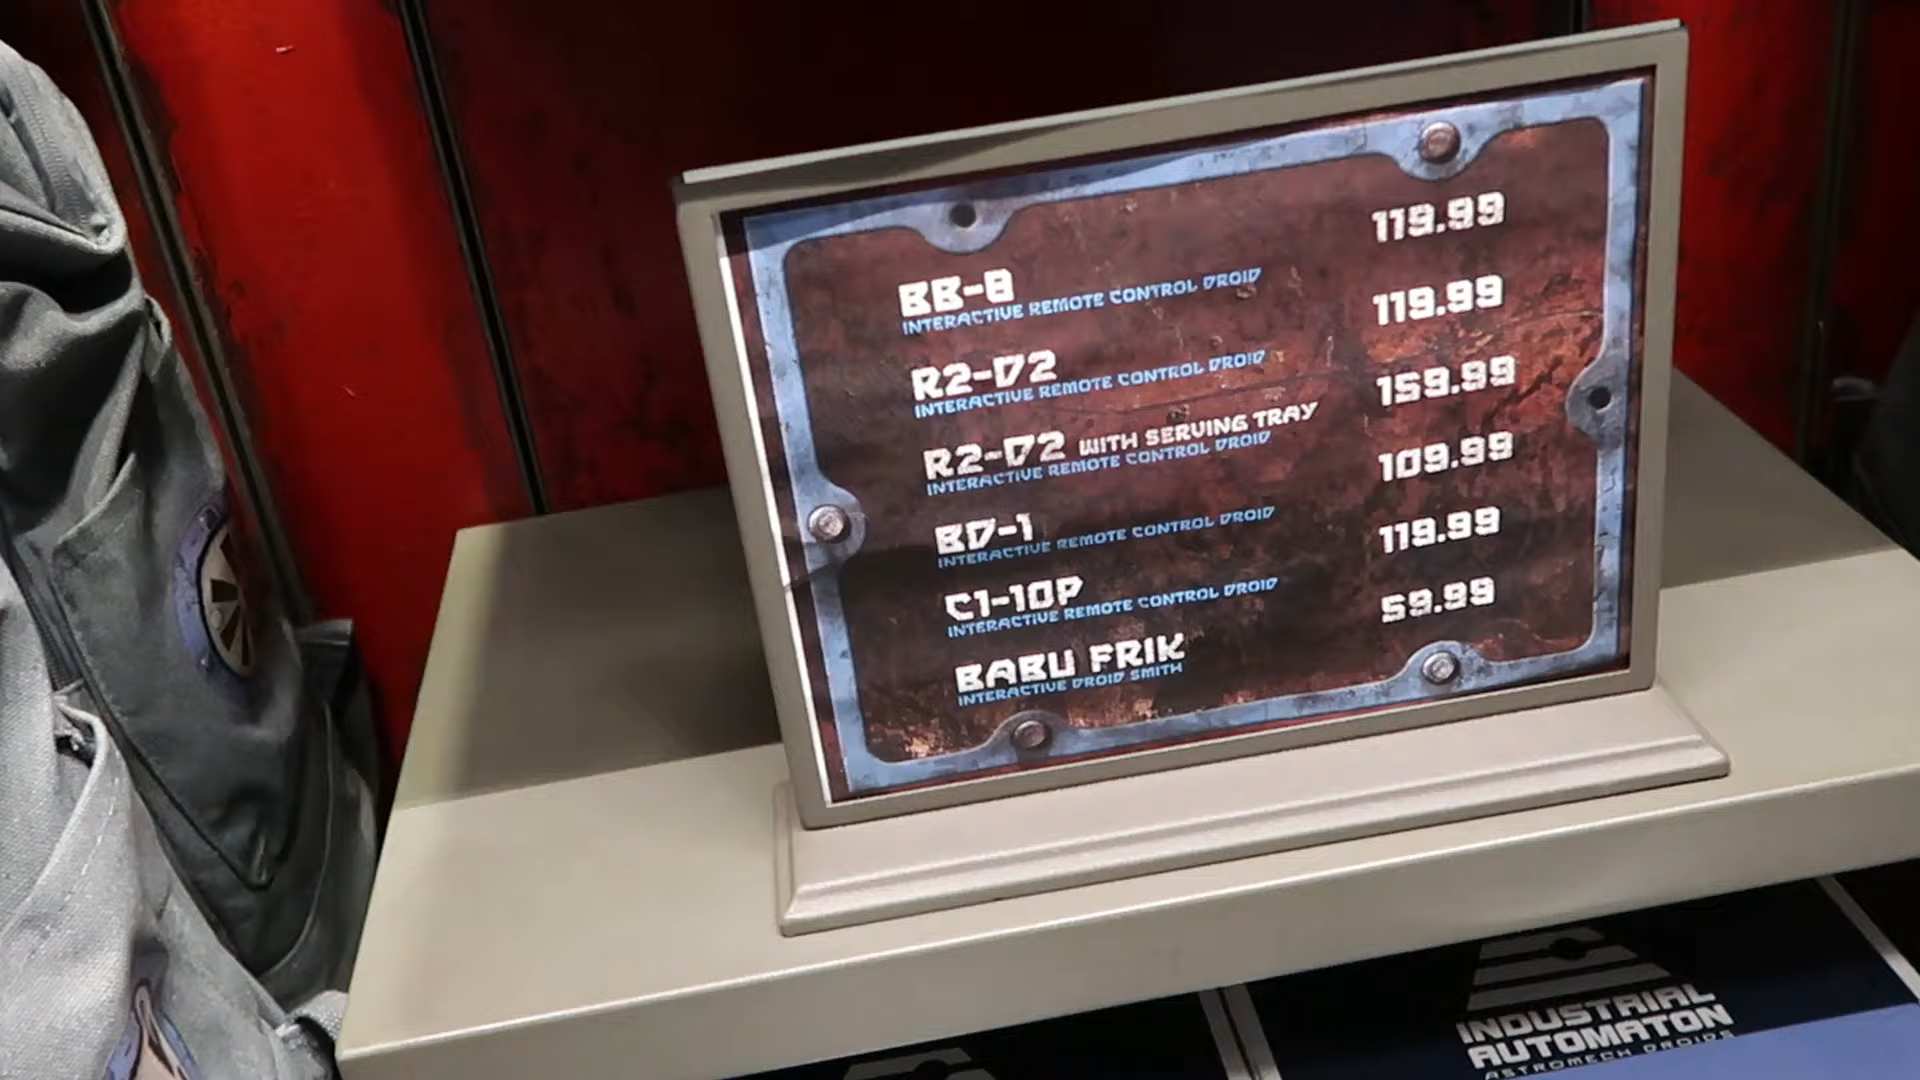 BB-8 119.99
INTERACTIVE REMOTE CONTROL DROID
R2-D2 119.99
INTERACTIVE REMOTE CONTROL DROID
R2-D2 WITH SERVING TRAY 159.99
INTERACTIVE REMOTE CONTROL DROID
BD-1 109.99
INTERACTIVE REMOTE CONTROL DROID
C1-10P 119.99
INTERACTIVE REMOTE CONTROL DROID
BABU FRIK 59.99
INTERACTIVE DROID SMITH
INDUSTRIAL
AUTOMATON
ASTROMECH DROIDS